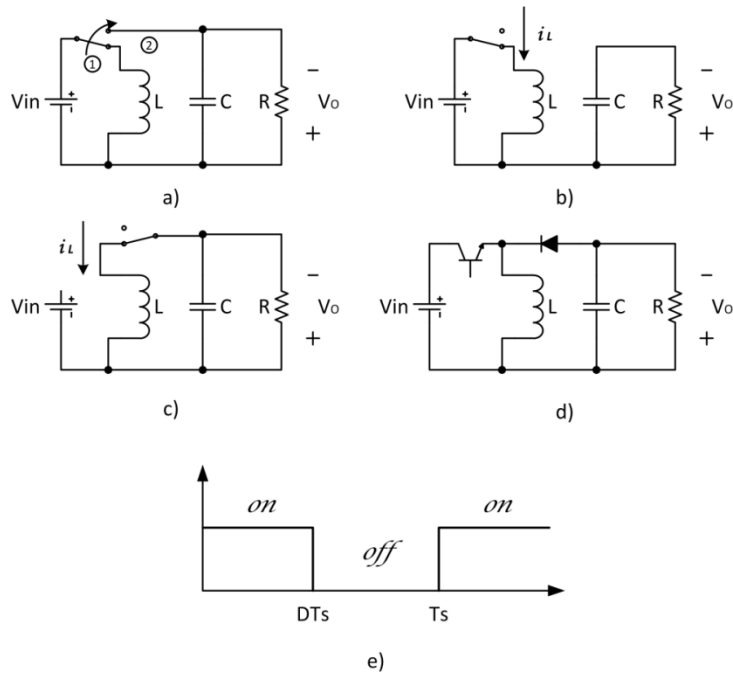 ② ①
Vin + - L C R - Vo +
a)
iL
Vin + - L C R - Vo +
b)
iL
Vin + - L C R - Vo +
c)
Vin + - L C R - Vo +
d)
on off on
DTs Ts
e)